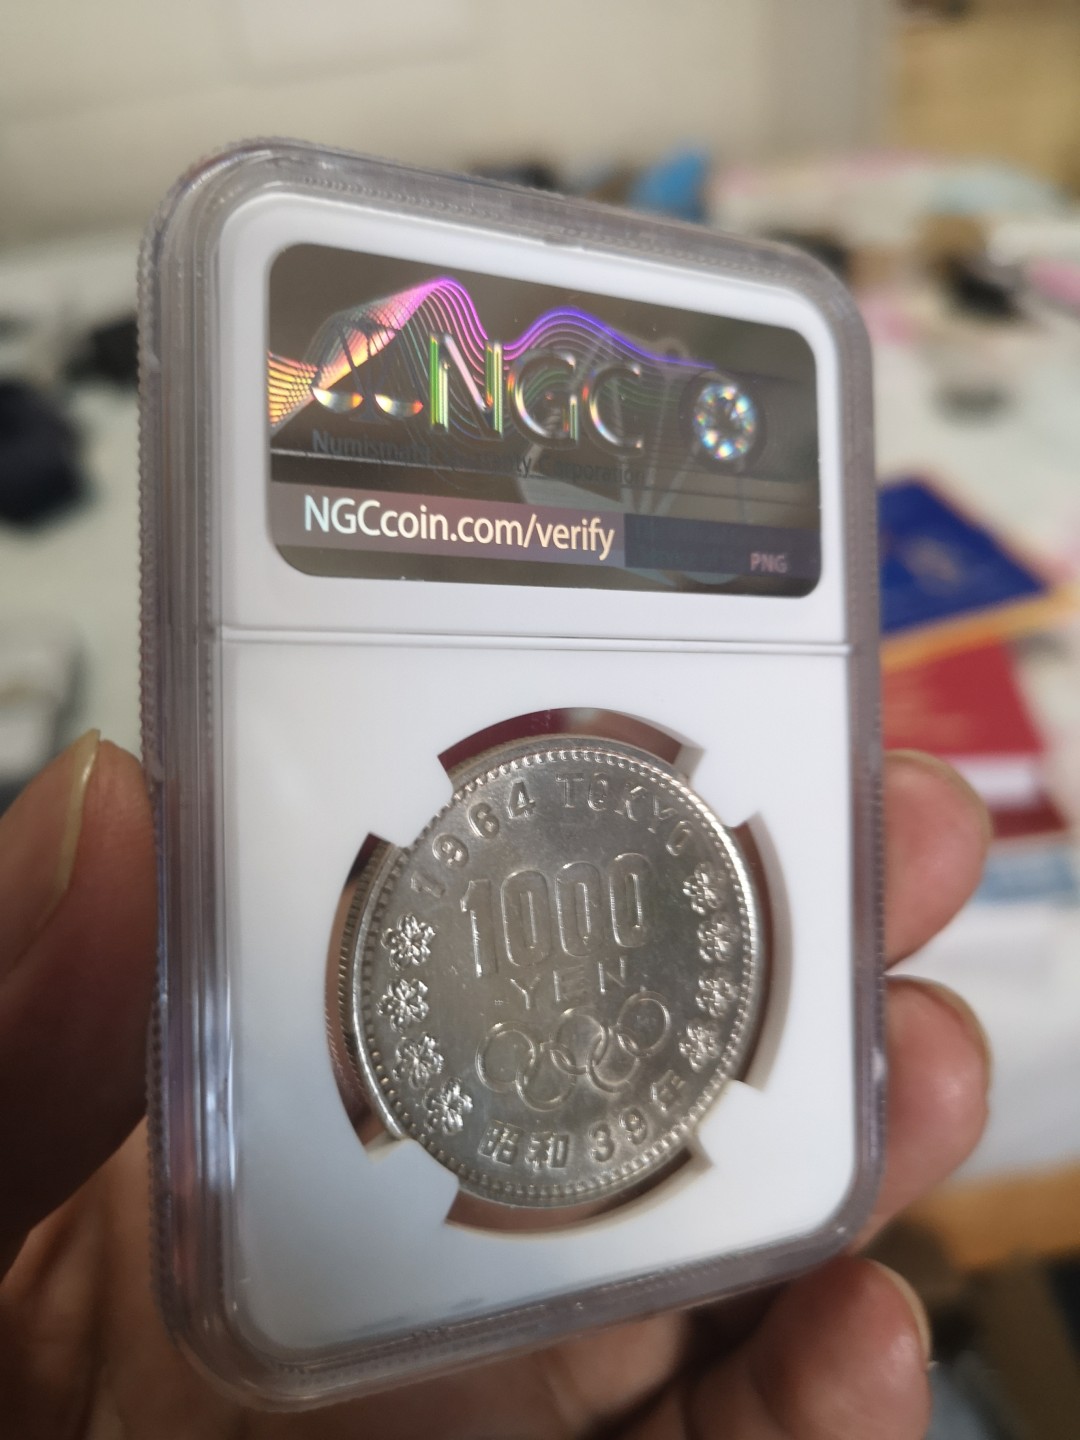 NGC
Numismatic Guaranty Corporation
NGCcoin.com/verify
PNG
1964 TOKYO
1000
YEN
昭和39年